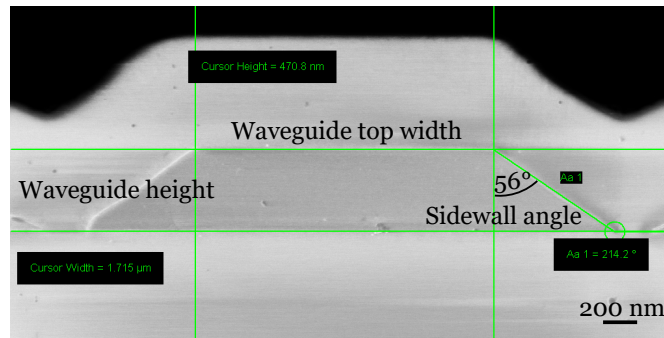 Cursor Height = 470.8 nm
Waveguide top width
Waveguide height
56°
Aa 1
Sidewall angle
Cursor Width = 1.715 µm
Aa 1 = 214.2 °
200 nm